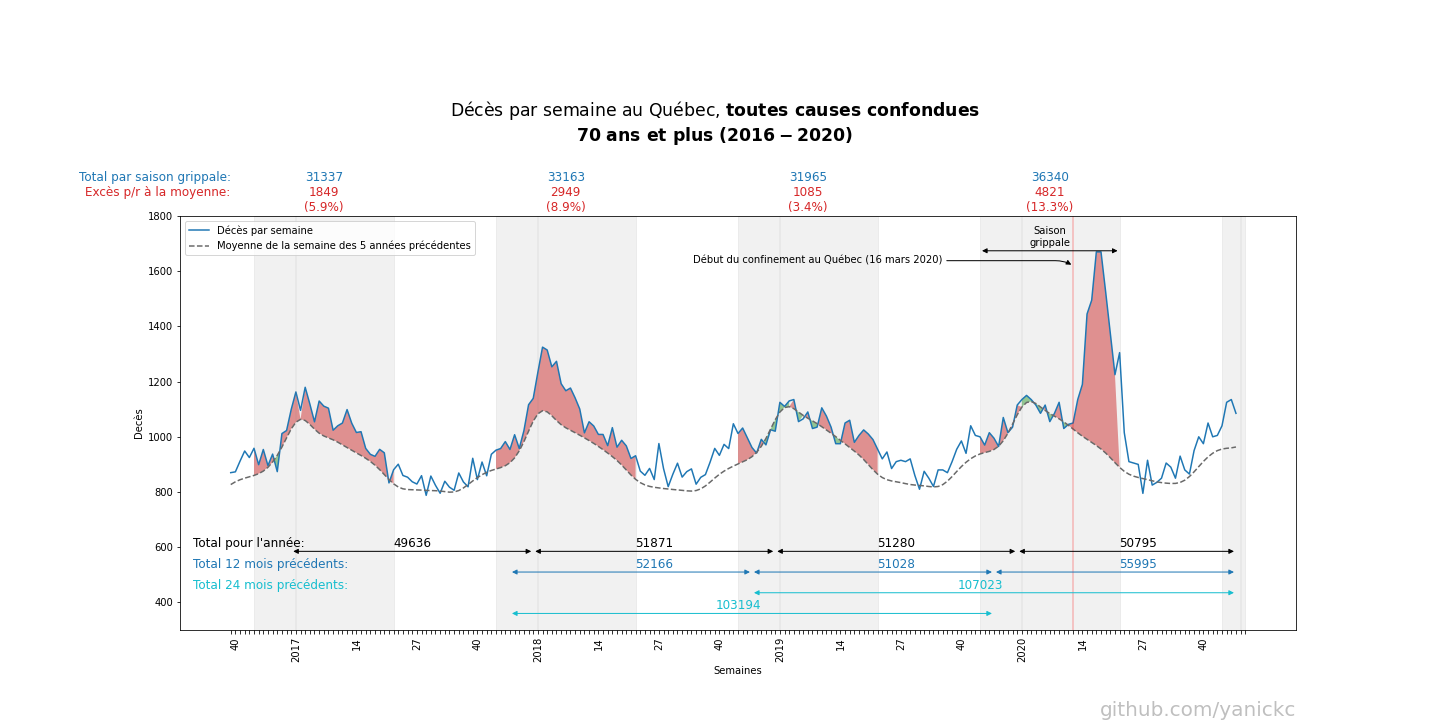 Décès par semaine au Québec, toutes causes confondues
70 ans et plus (2016 – 2020)
Total par saison grippale: 31337 33163 31965 36340
Excès p/r à la moyenne: 1849 2949 1085 4821
(5.9%) (8.9%) (3.4%) (13.3%)
Décès par semaine
Moyenne de la semaine des 5 années précédentes
Saison
grippale
Début du confinement au Québec (16 mars 2020)
1800
1600
1400
1200
1000
800
600
400
Decès
Total pour l'année: 49636 51871 51280 50795
Total 12 mois précédents: 52166 51028 55995
Total 24 mois précédents: 107023
103194
40 2017 14 27 40 2018 14 27 40 2019 14 27 40 2020 14 27 40
Semaines
github.com/yanickc